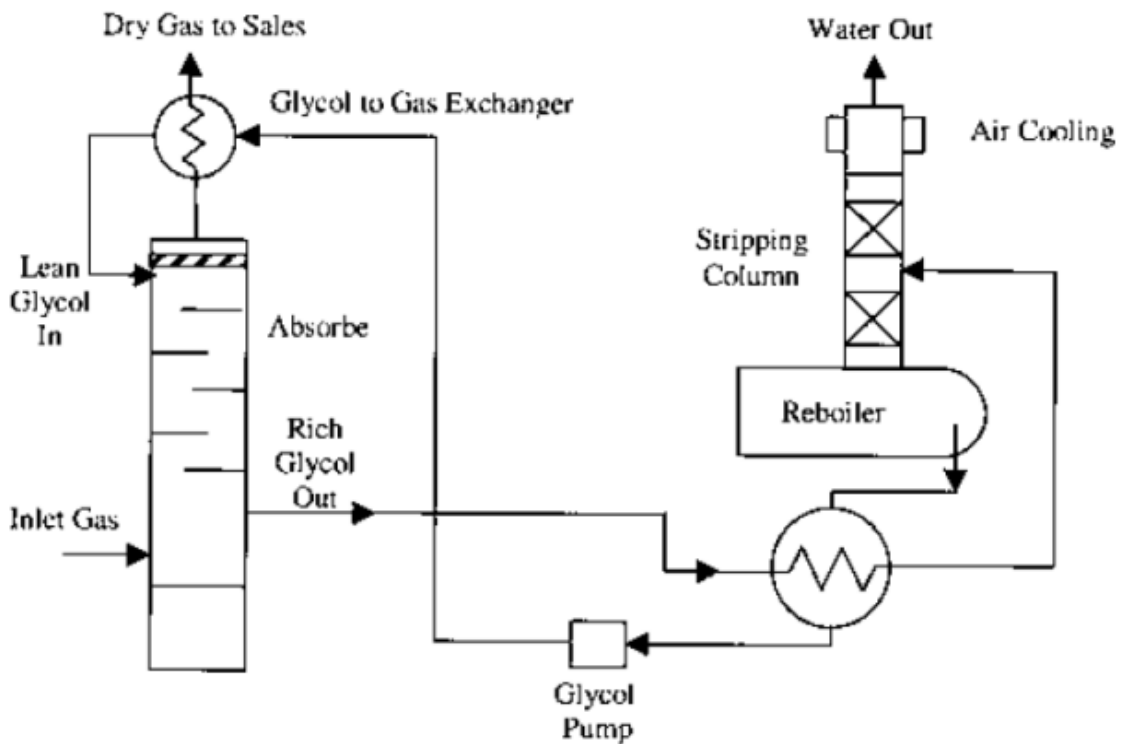 Dry Gas to Sales
Water Out
Glycol to Gas Exchanger
Air Cooling
Stripping
Column
Lean
Glycol
In
Absorbe
Reboiler
Rich
Glycol
Out
Inlet Gas
Glycol
Pump